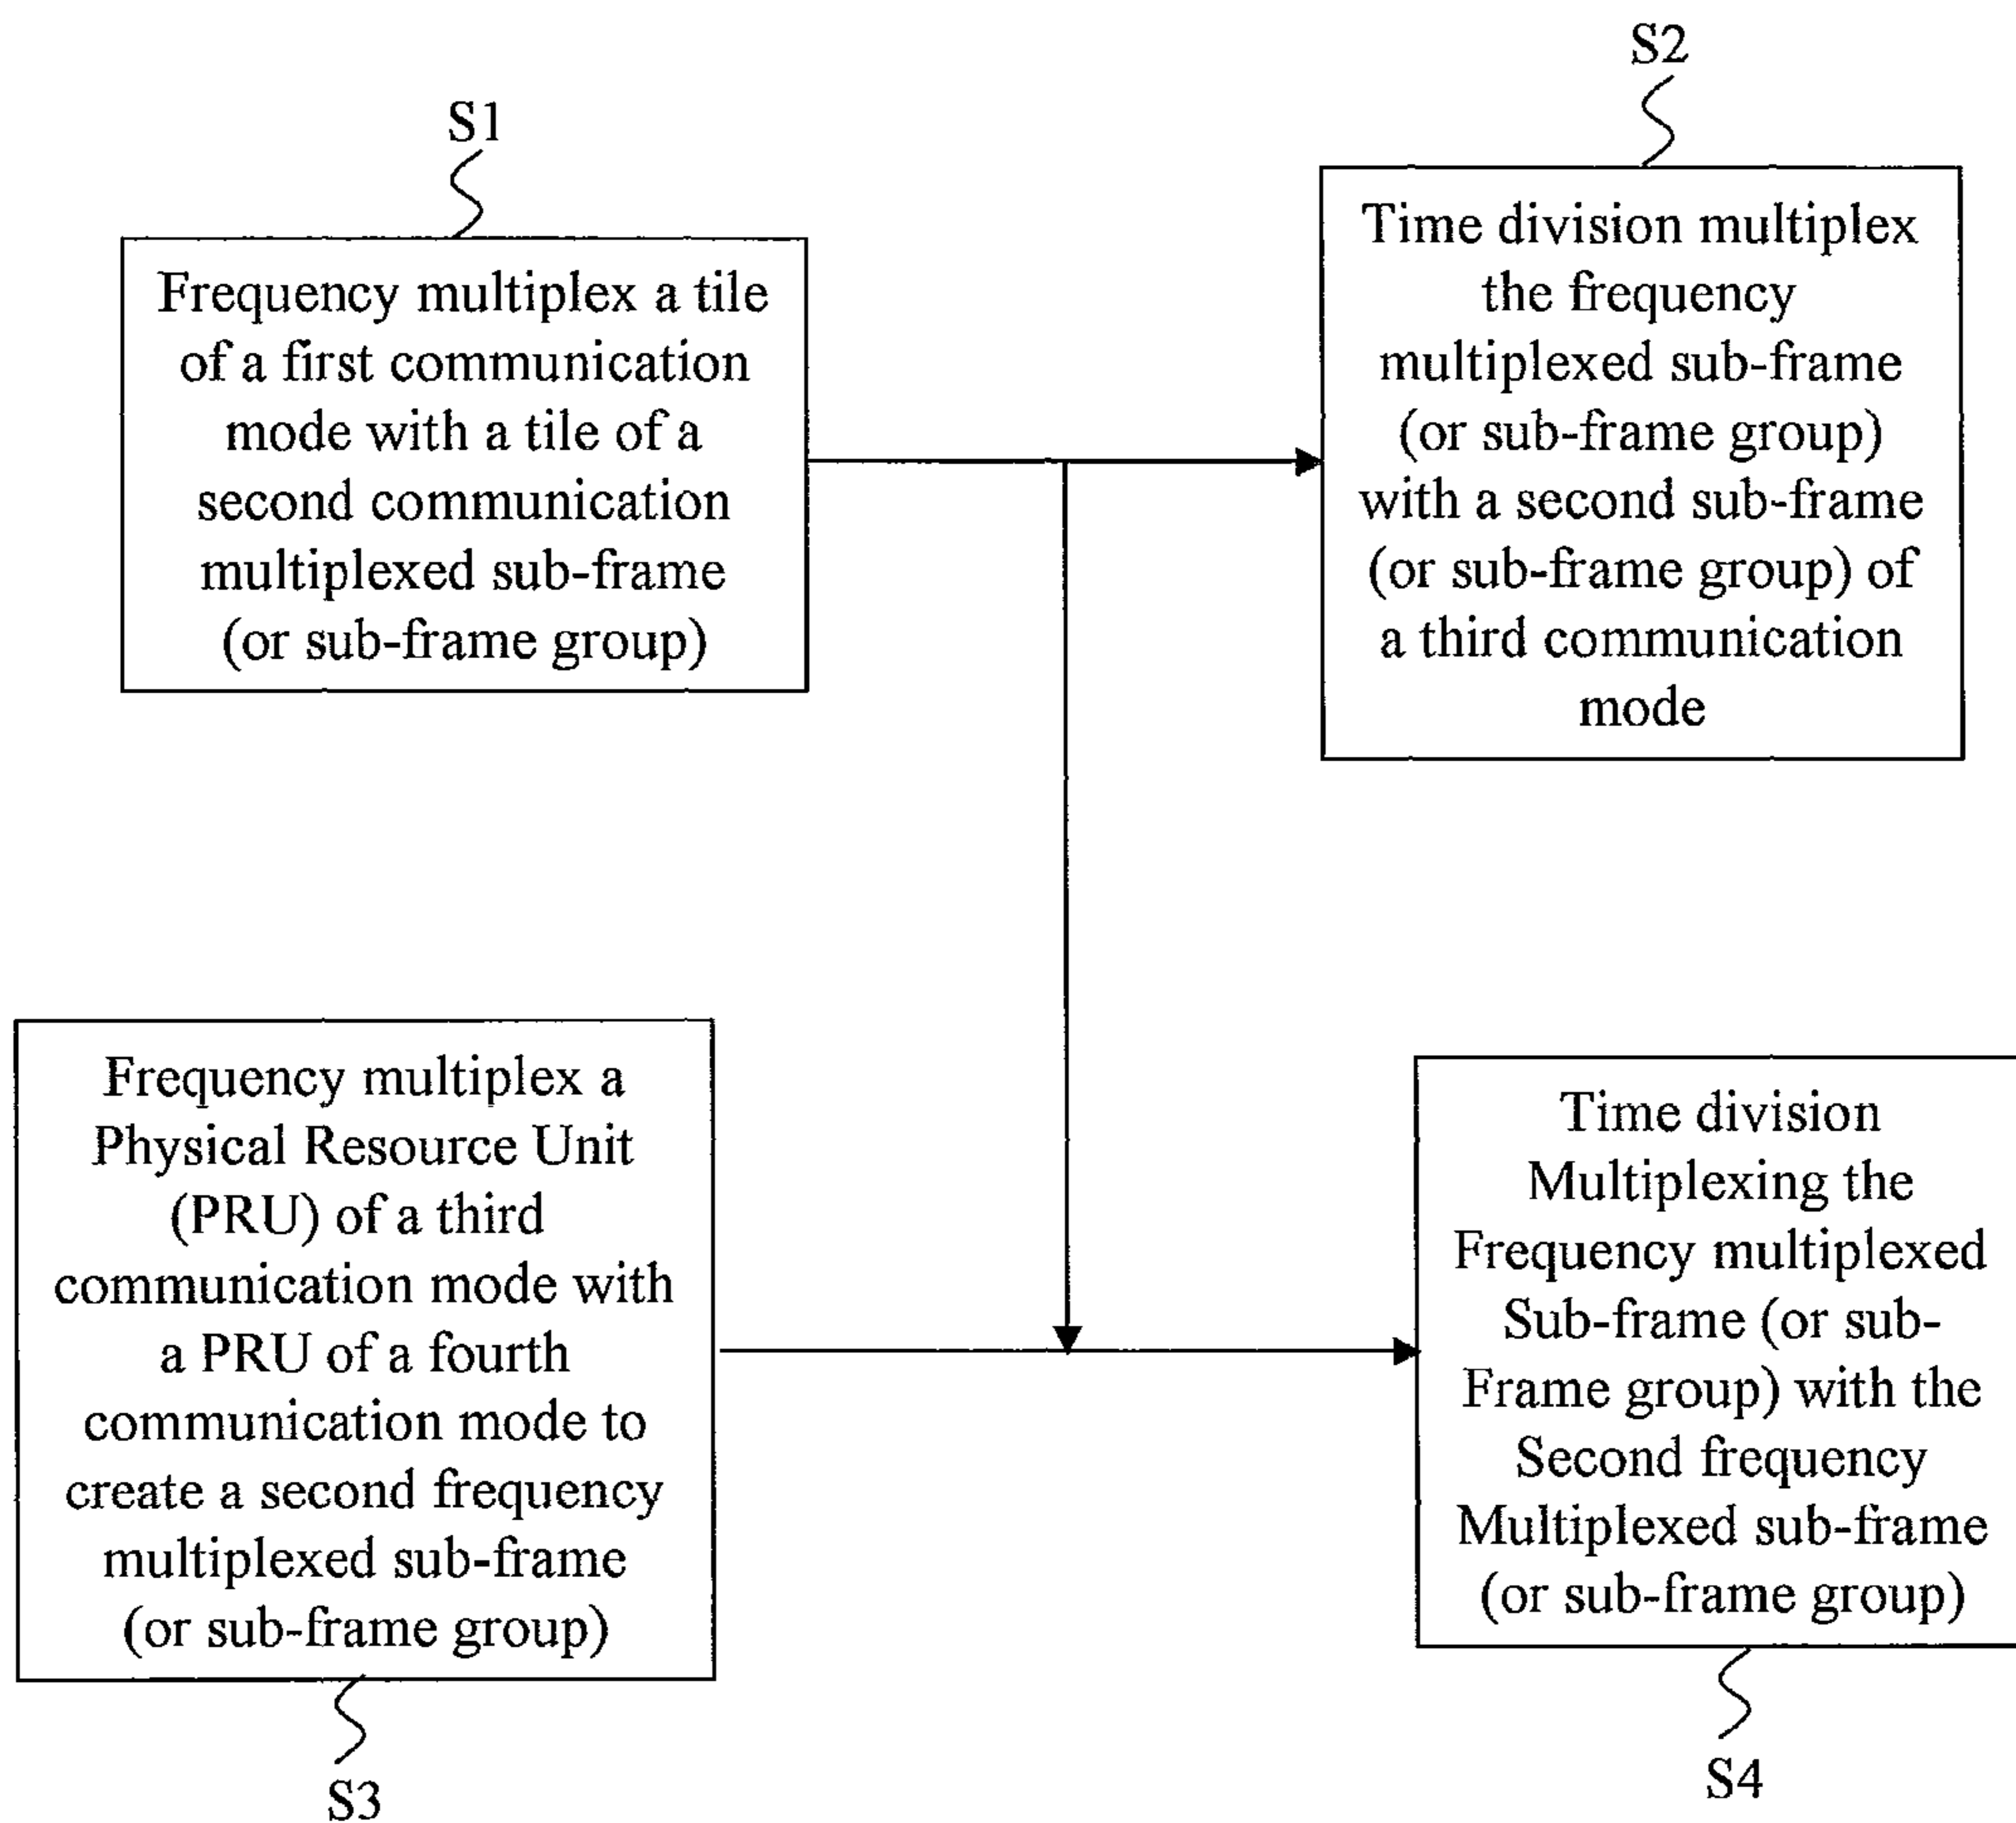 S1
Frequency multiplex a tile
of a first communication
mode with a tile of a
second communication
multiplexed sub-frame
(or sub-frame group)
S2
Time division multiplex
the frequency
multiplexed sub-frame
(or sub-frame group)
with a second sub-frame
(or sub-frame group) of
a third communication
mode
Frequency multiplex a
Physical Resource Unit
(PRU) of a third
communication mode with
a PRU of a fourth
communication mode to
create a second frequency
multiplexed sub-frame
(or sub-frame group)
S3
Time division
Multiplexing the
Frequency multiplexed
Sub-frame (or sub-
Frame group) with the
Second frequency
Multiplexed sub-frame
(or sub-frame group)
S4